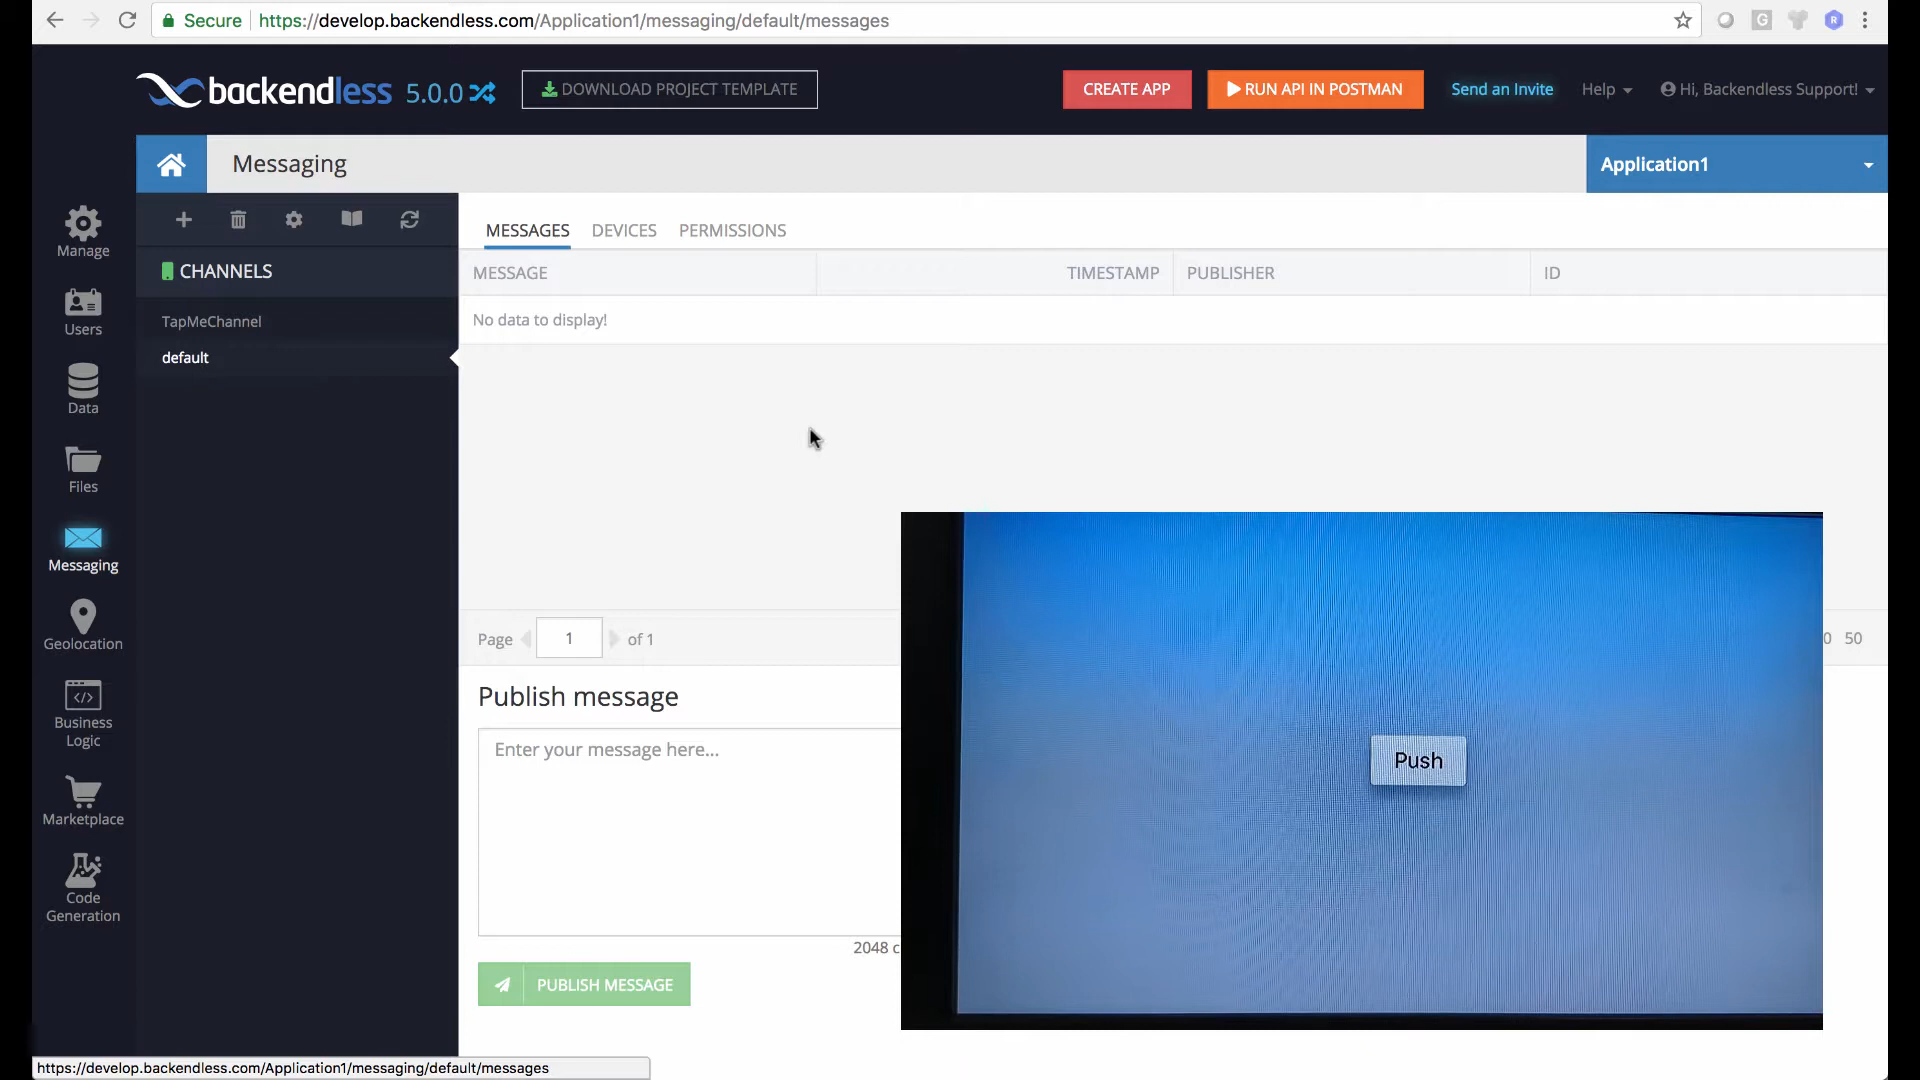 Secure
https://develop.backendless.com/Application1/messaging/default/messages
G
R
backendless 5.0.0
DOWNLOAD PROJECT TEMPLATE
CREATE APP
RUN API IN POSTMAN
Send an Invite
Help
Hi, Backendless Support!
Messaging
Application1
Manage
Users
Data
Files
Messaging
Geolocation
Business
Logic
Marketplace
Code
Generation
CHANNELS
TapMeChannel
default
MESSAGES
DEVICES
PERMISSIONS
MESSAGE
TIMESTAMP
PUBLISHER
ID
No data to display!
Page 1 of 1
0 50
Publish message
Enter your message here...
2048 c
PUBLISH MESSAGE
Push
https://develop.backendless.com/Application1/messaging/default/messages